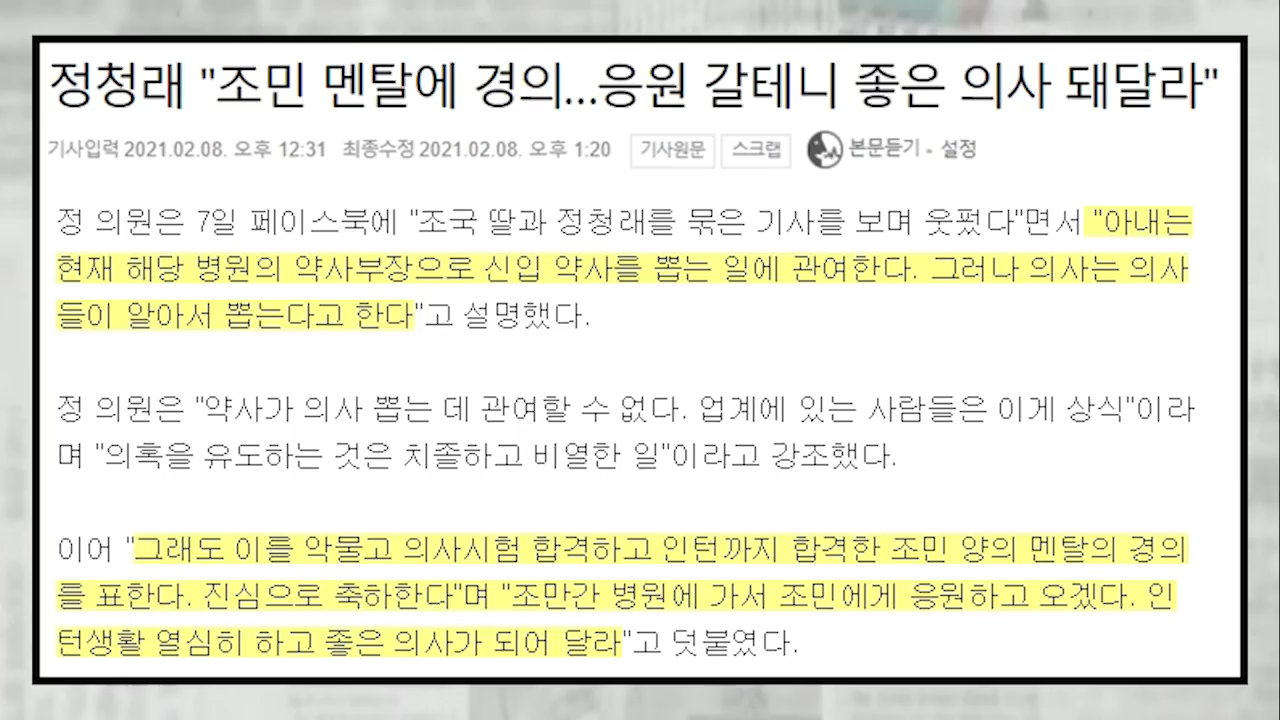 정청래 "조민 멘탈에 경의...응원 갈테니 좋은 의사 돼달라"
기사입력 2021.02.08. 오후 12:31 최종수정 2021.02.08. 오후 1:20 기사원문 스크랩 본문듣기 - 설정
정 의원은 7일 페이스북에 "조국 딸과 정청래를 묶은 기사를 보며 웃펐다"면서 "아내는
현재 해당 병원의 약사부장으로 신입 약사를 뽑는 일에 관여한다. 그러나 의사는 의사
들이 알아서 뽑는다고 한다"고 설명했다.
정 의원은 "약사가 의사 뽑는 데 관여할 수 없다. 업계에 있는 사람들은 이게 상식"이라
며 "의혹을 유도하는 것은 치졸하고 비열한 일"이라고 강조했다.
이어 "그래도 이를 악물고 의사시험 합격하고 인턴까지 합격한 조민 양의 멘탈의 경의
를 표한다. 진심으로 축하한다"며 "조만간 병원에 가서 조민에게 응원하고 오겠다. 인
턴생활 열심히 하고 좋은 의사가 되어 달라"고 덧붙였다.